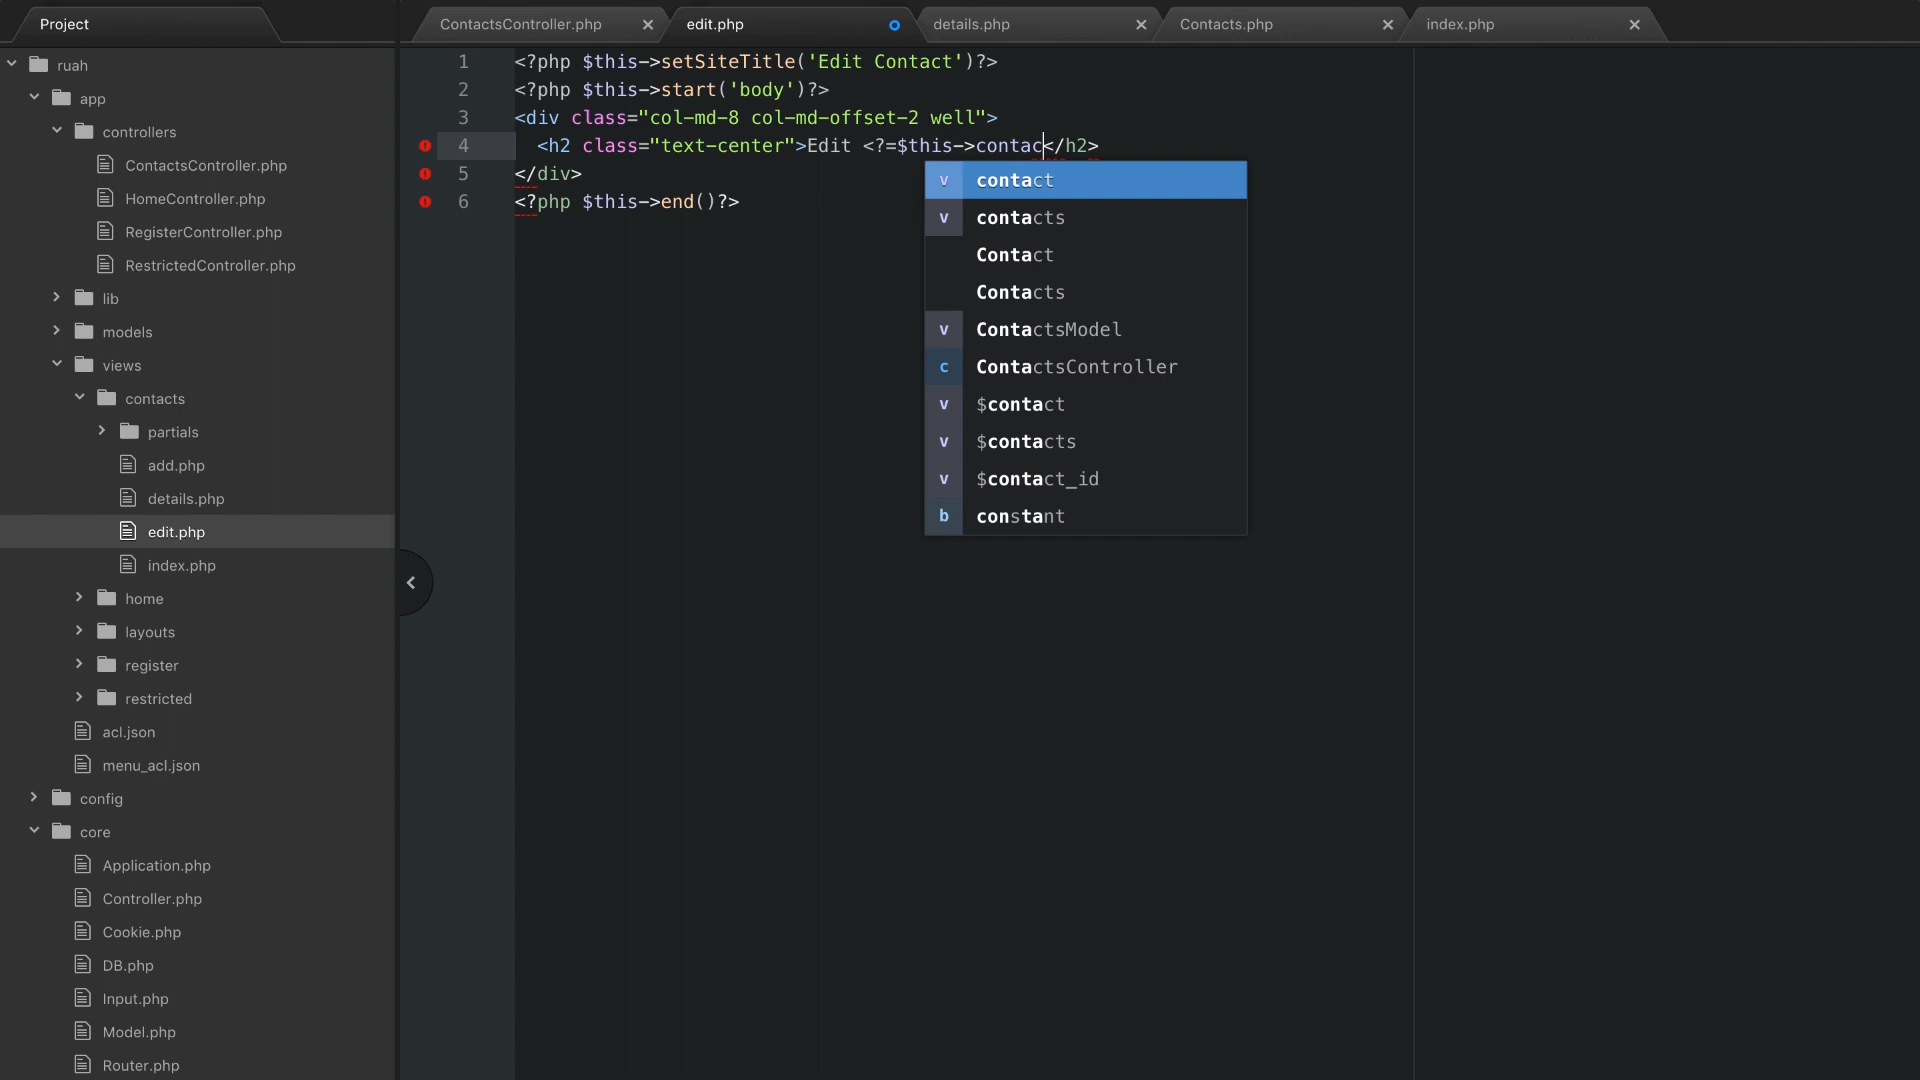 Project
ContactsController.php
edit.php
details.php
Contacts.php
index.php
ruah
app
controllers
ContactsController.php
HomeController.php
RegisterController.php
RestrictedController.php
lib
models
views
contacts
partials
add.php
details.php
edit.php
index.php
home
layouts
register
restricted
acl.json
menu_acl.json
config
core
Application.php
Controller.php
Cookie.php
DB.php
Input.php
Model.php
Router.php
1 <?php $this->setSiteTitle('Edit Contact')?>
2 <?php $this->start('body')?>
3 <div class="col-md-8 col-md-offset-2 well">
4 <h2 class="text-center">Edit <?=$this->contac</h2>
5 </div>
6 <?php $this->end()?>
v contact
v contacts
Contact
Contacts
v ContactsModel
c ContactsController
v $contact
v $contacts
v $contact_id
b constant